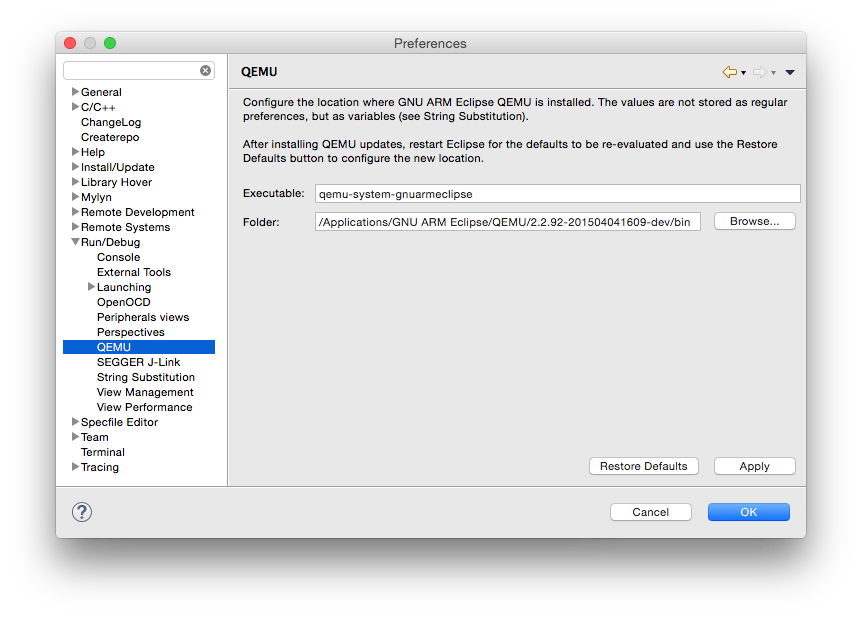 Preferences
General
C/C++
ChangeLog
Createrepo
Help
Install/Update
Library Hover
Mylyn
Remote Development
Remote Systems
Run/Debug
Console
External Tools
Launching
OpenOCD
Peripherals views
Perspectives
QEMU
SEGGER J-Link
String Substitution
View Management
View Performance
Specfile Editor
Team
Terminal
Tracing
QEMU
Configure the location where GNU ARM Eclipse QEMU is installed. The values are not stored as regular
preferences, but as variables (see String Substitution).
After installing QEMU updates, restart Eclipse for the defaults to be re-evaluated and use the Restore
Defaults button to configure the new location.
Executable: qemu-system-gnuarmeclipse
Folder: /Applications/GNU ARM Eclipse/QEMU/2.2.92-201504041609-dev/bin Browse...
Restore Defaults Apply
? Cancel OK